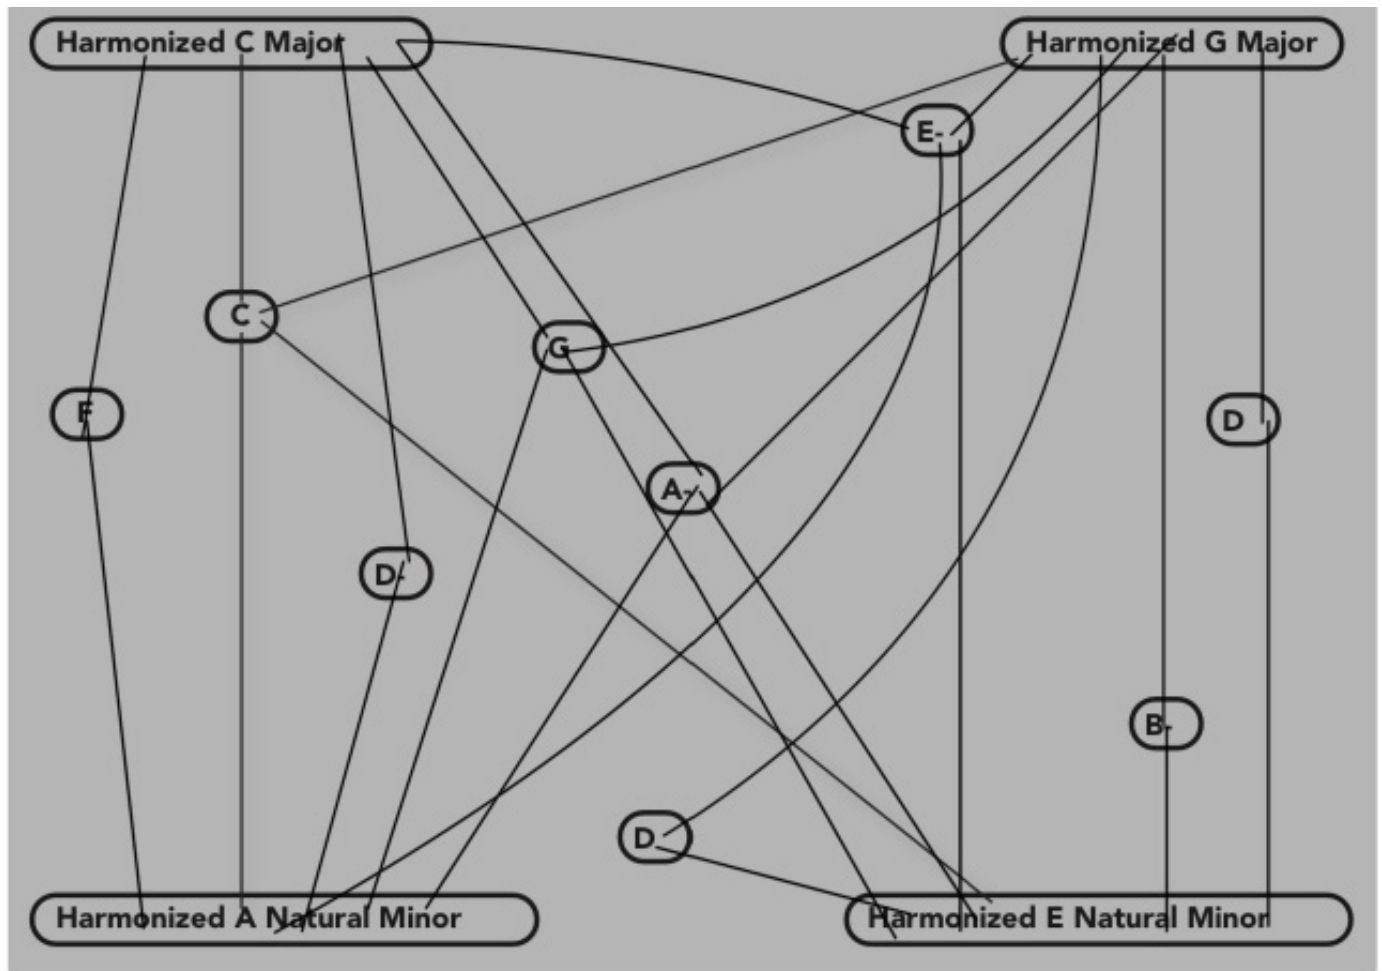 Harmonized C Major
Harmonized G Major
E-
C
G
F
D
A-
D-
B-
D
Harmonized A Natural Minor
Harmonized E Natural Minor